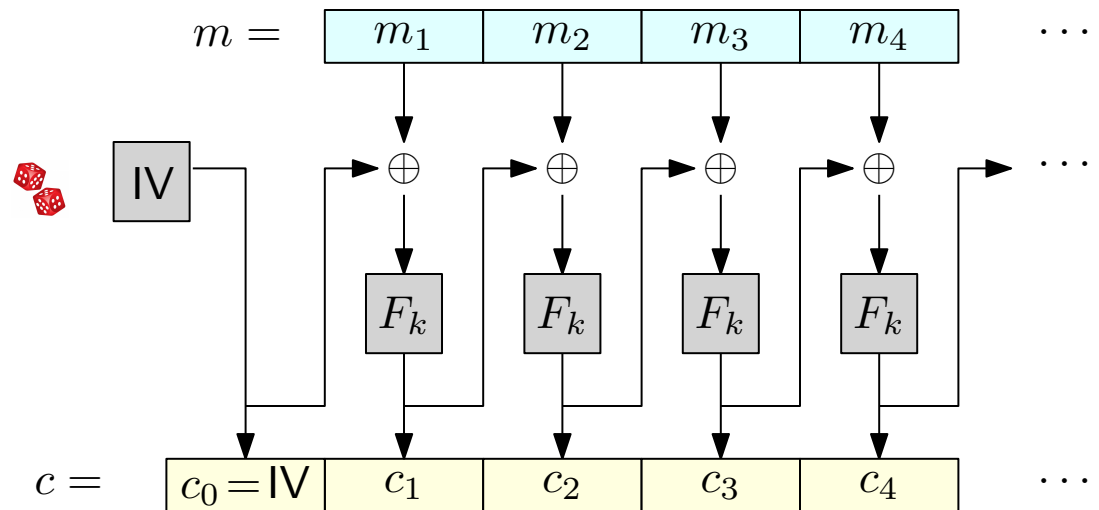 m = m₁ m₂ m₃ m₄ ···
IV ⊕ ⊕ ⊕ ⊕ ···
Fₖ Fₖ Fₖ Fₖ
c = c₀ = IV c₁ c₂ c₃ c₄ ···